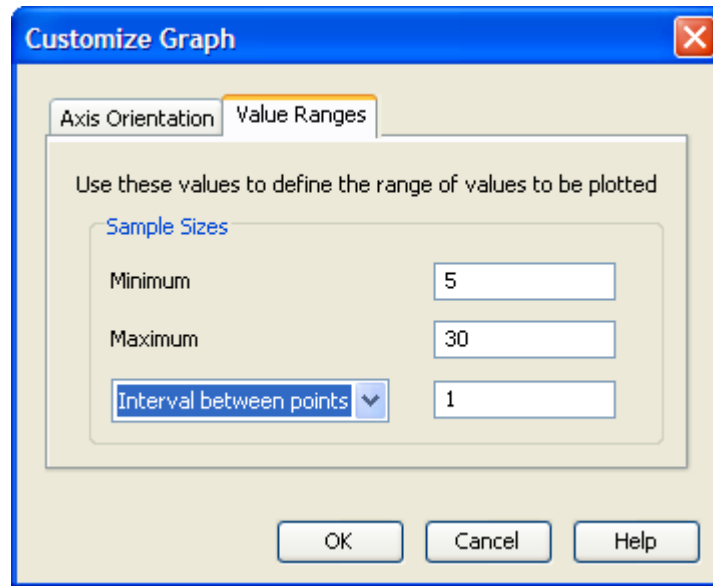 Customize Graph
Axis Orientation Value Ranges
Use these values to define the range of values to be plotted
Sample Sizes
Minimum 5
Maximum 30
Interval between points 1
OK Cancel Help